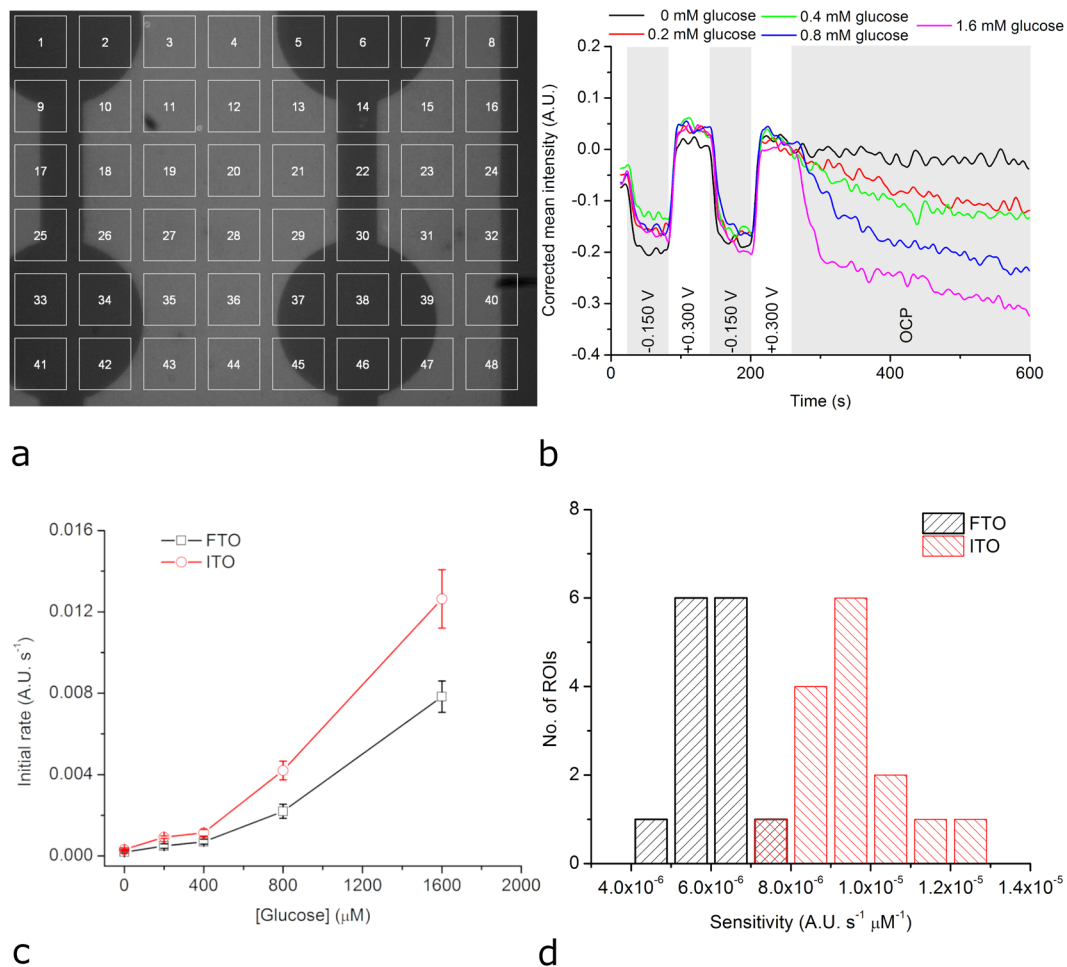 1 2 3 4 5 6 7 8
9 10 11 12 13 14 15 16
17 18 19 20 21 22 23 24
25 26 27 28 29 30 31 32
33 34 35 36 37 38 39 40
41 42 43 44 45 46 47 48
a
0 mM glucose
0.2 mM glucose
0.4 mM glucose
0.8 mM glucose
1.6 mM glucose
Corrected mean intensity (A.U.)
0.2
0.1
0.0
-0.1
-0.2
-0.3
-0.4
-0.150 V
+0.300 V
-0.150 V
+0.300 V
OCP
0 200 400 600
Time (s)
b
FTO
ITO
Initial rate (A.U. s⁻¹)
0.016
0.012
0.008
0.004
0.000
0 400 800 1200 1600 2000
[Glucose] (μM)
c
FTO
ITO
No. of ROIs
8
6
4
2
0
4.0x10⁻⁶ 6.0x10⁻⁶ 8.0x10⁻⁶ 1.0x10⁻⁵ 1.2x10⁻⁵ 1.4x10⁻⁵
Sensitivity (A.U. s⁻¹ μM⁻¹)
d